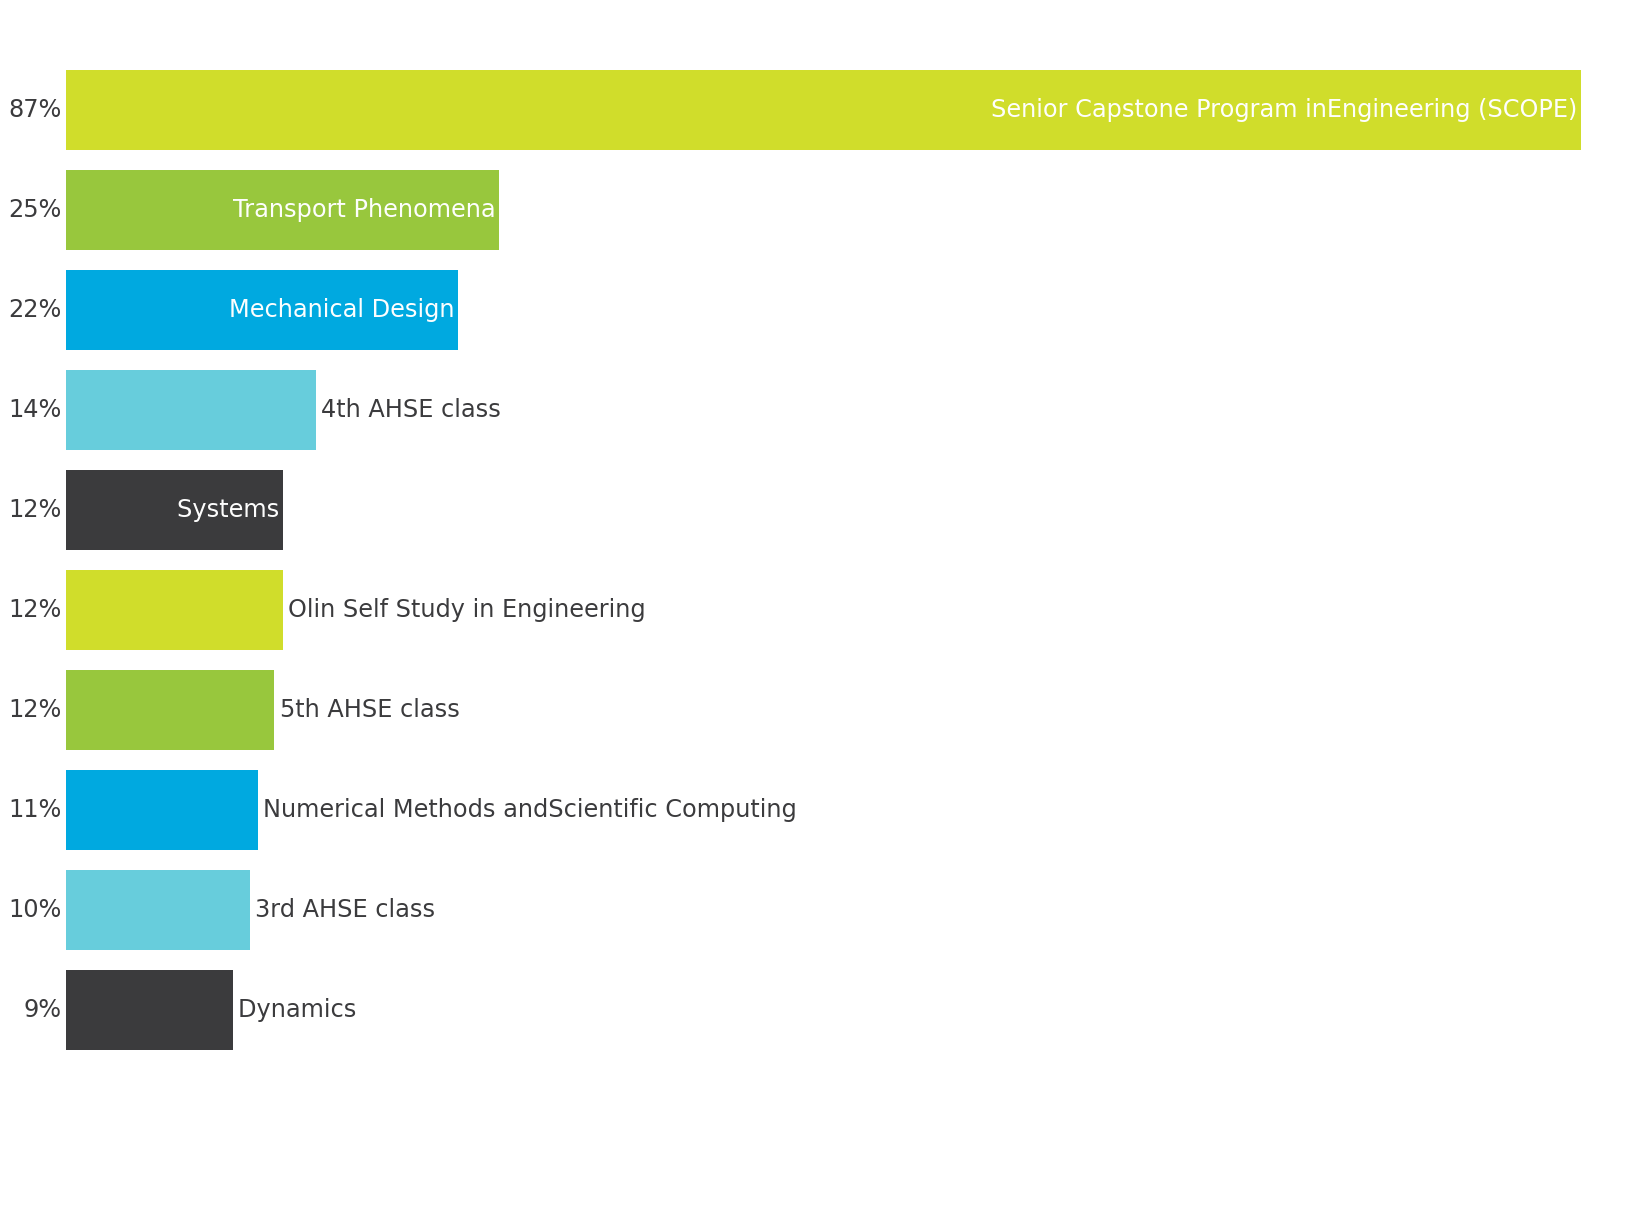 87% Senior Capstone Program inEngineering (SCOPE)
25% Transport Phenomena
22% Mechanical Design
14% 4th AHSE class
12% Systems
12% Olin Self Study in Engineering
12% 5th AHSE class
11% Numerical Methods andScientific Computing
10% 3rd AHSE class
9% Dynamics